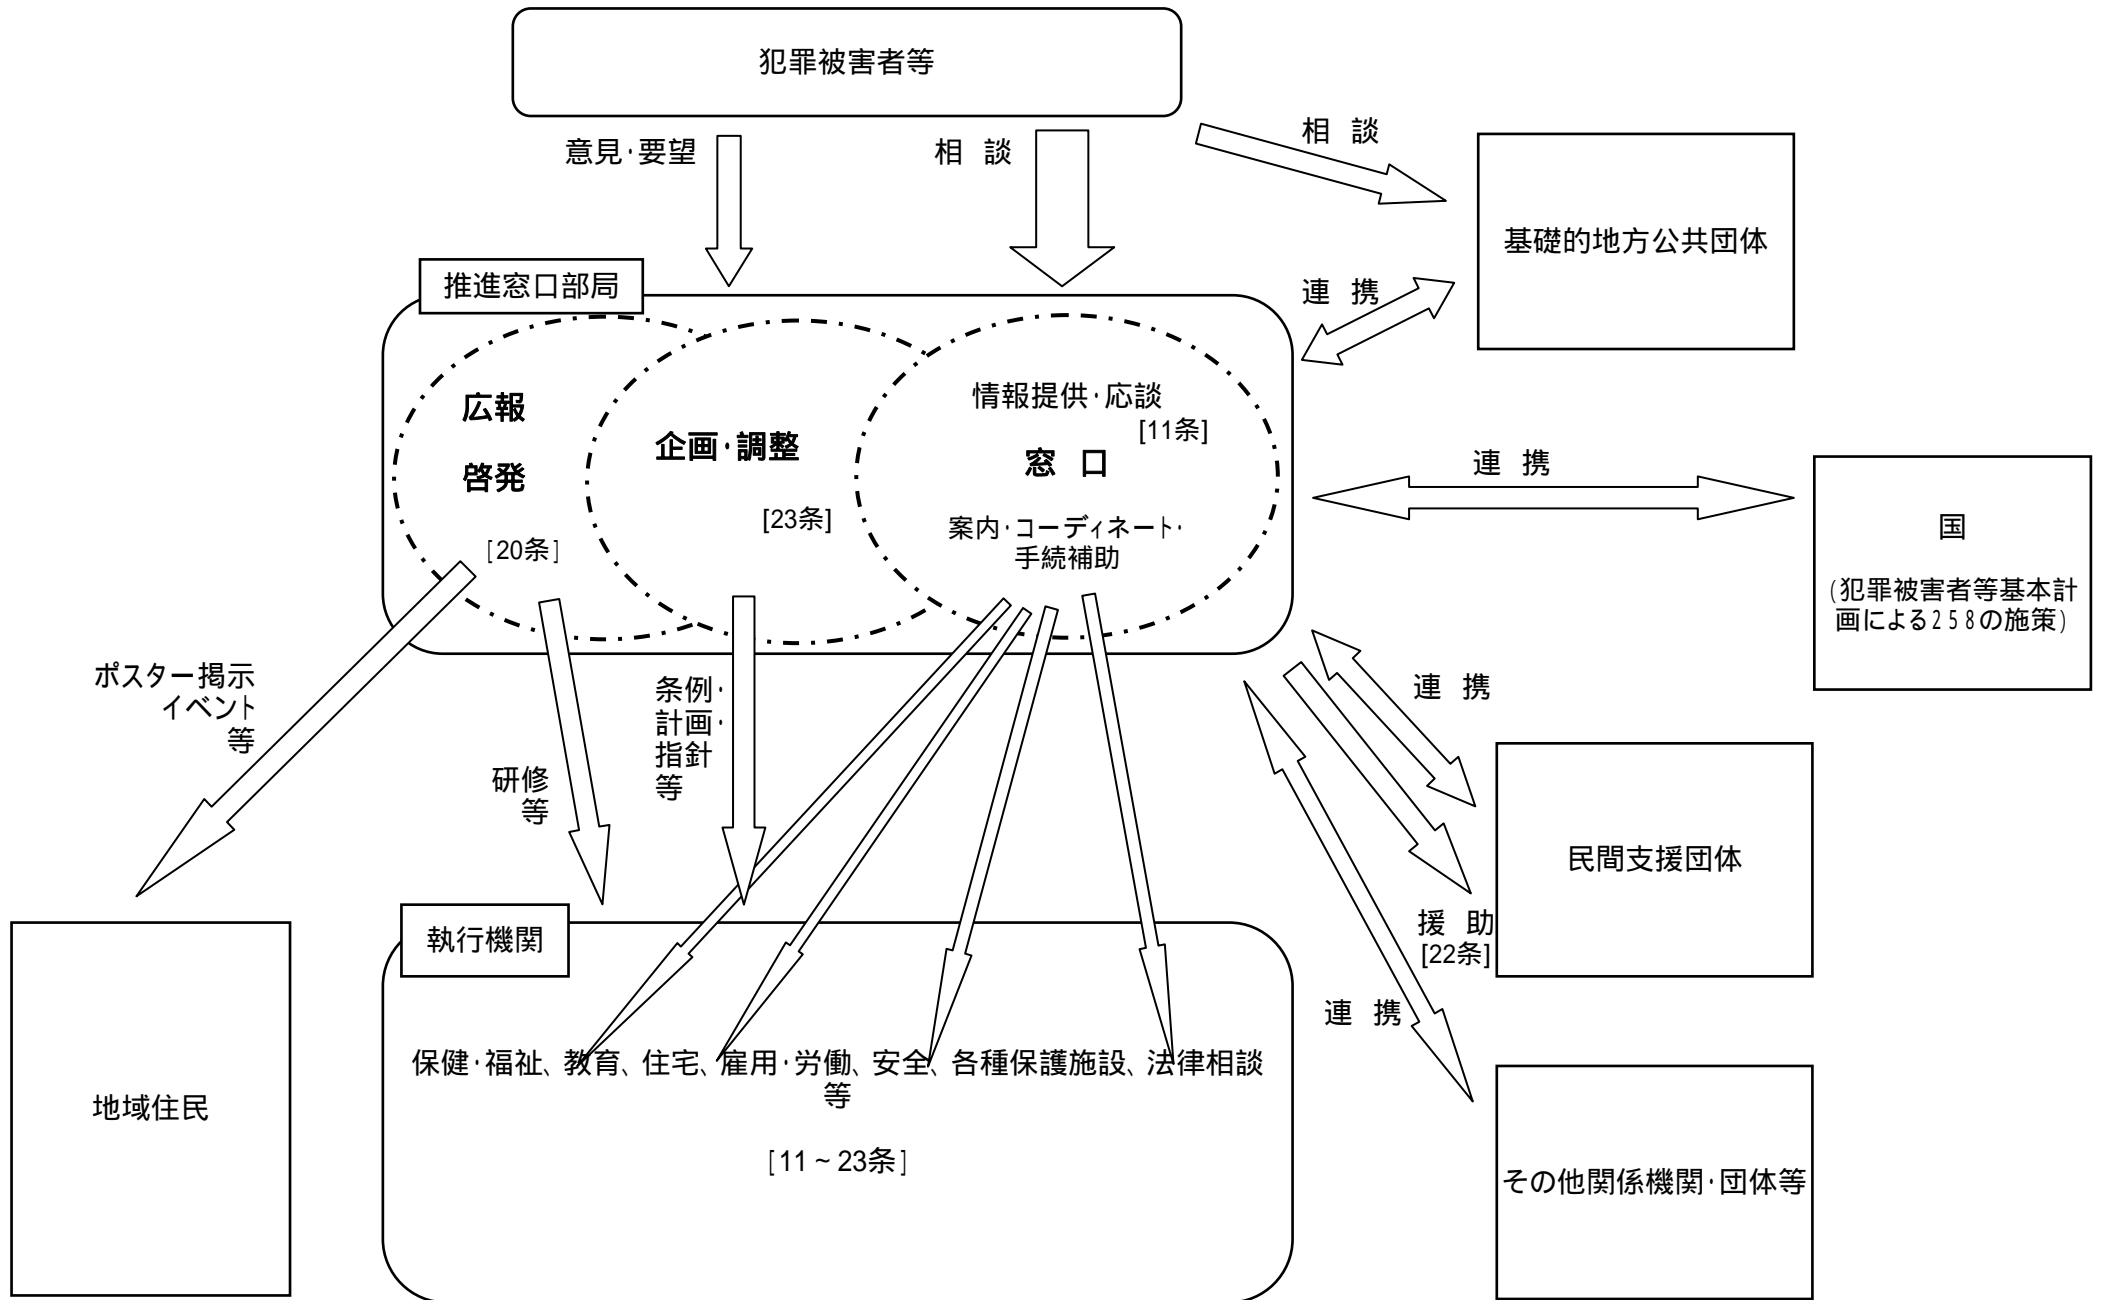 犯罪被害者等
意見・要望
相 談
相 談
基礎的地方公共団体
推進窓口部局
連 携
広報
啓発
[20条]
企画・調整
[23条]
情報提供・応談
[11条]
窓 口
案内・コーディネート・
手続補助
連 携
国
(犯罪被害者等基本計
画による258の施策)
ポスター掲示
イベント
等
研修
等
条例・
計画・
指針
等
連 携
民間支援団体
援 助
[22条]
連 携
執行機関
保健・福祉、教育、住宅、雇用・労働、安全、各種保護施設、法律相談
等
[11~23条]
地域住民
その他関係機関・団体等